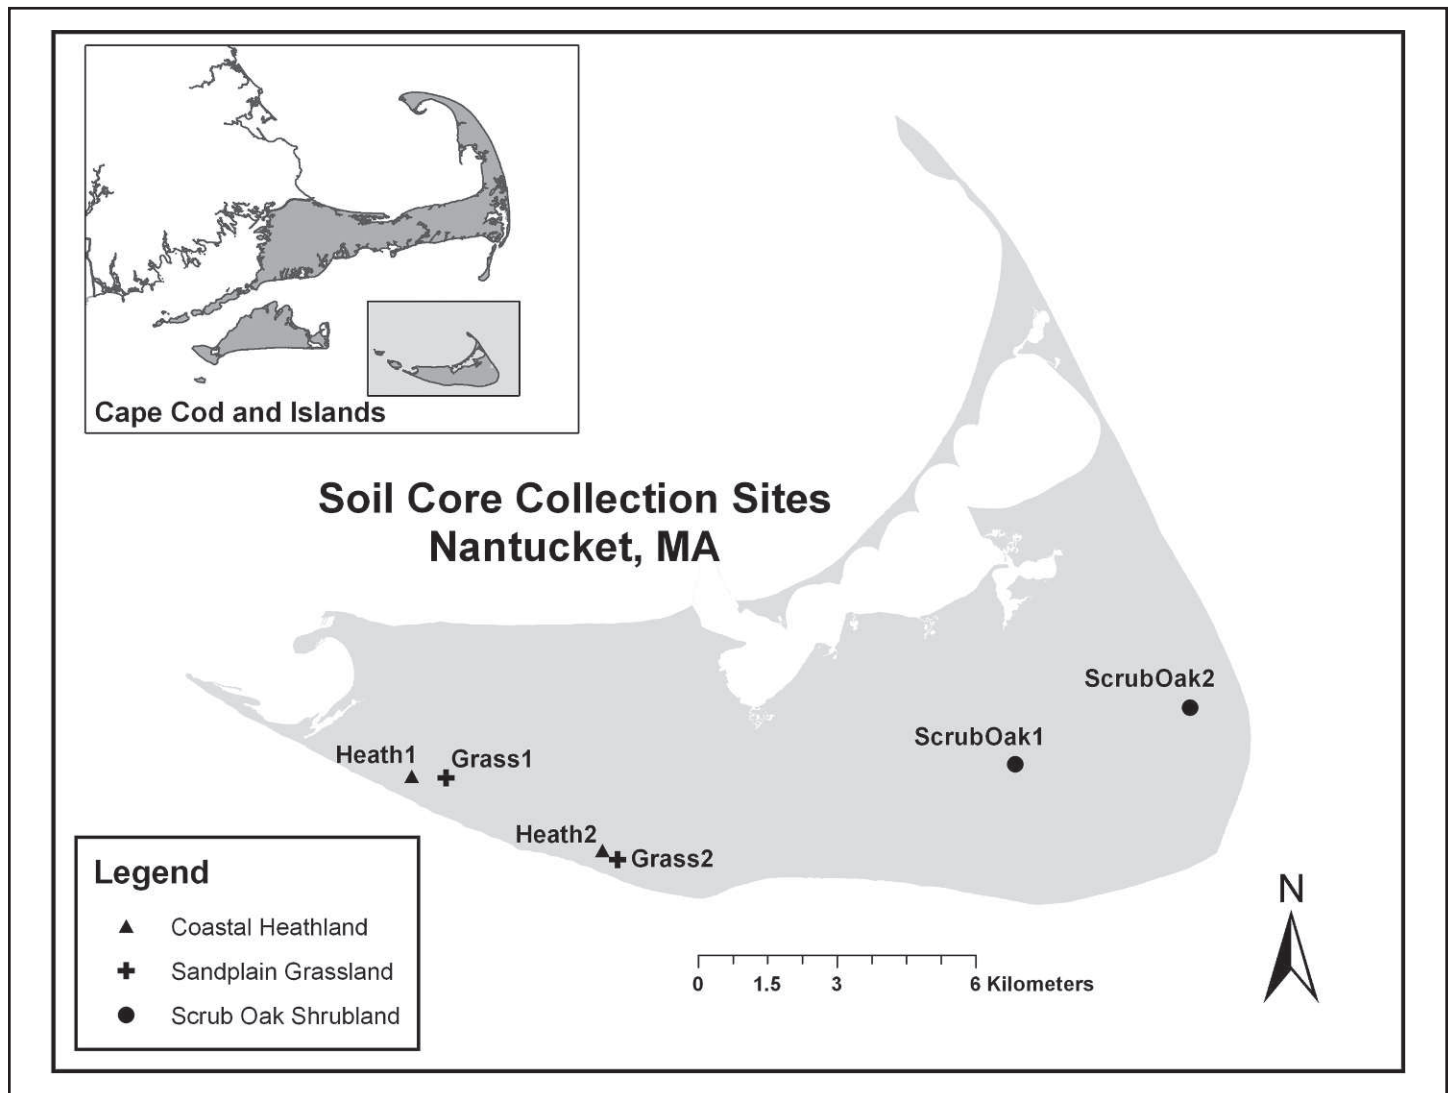 Cape Cod and Islands
Soil Core Collection Sites
Nantucket, MA
ScrubOak2
ScrubOak1
Heath1
Grass1
Heath2
Grass2
Legend
Coastal Heathland
Sandplain Grassland
Scrub Oak Shrubland
0 1.5 3 6 Kilometers
N